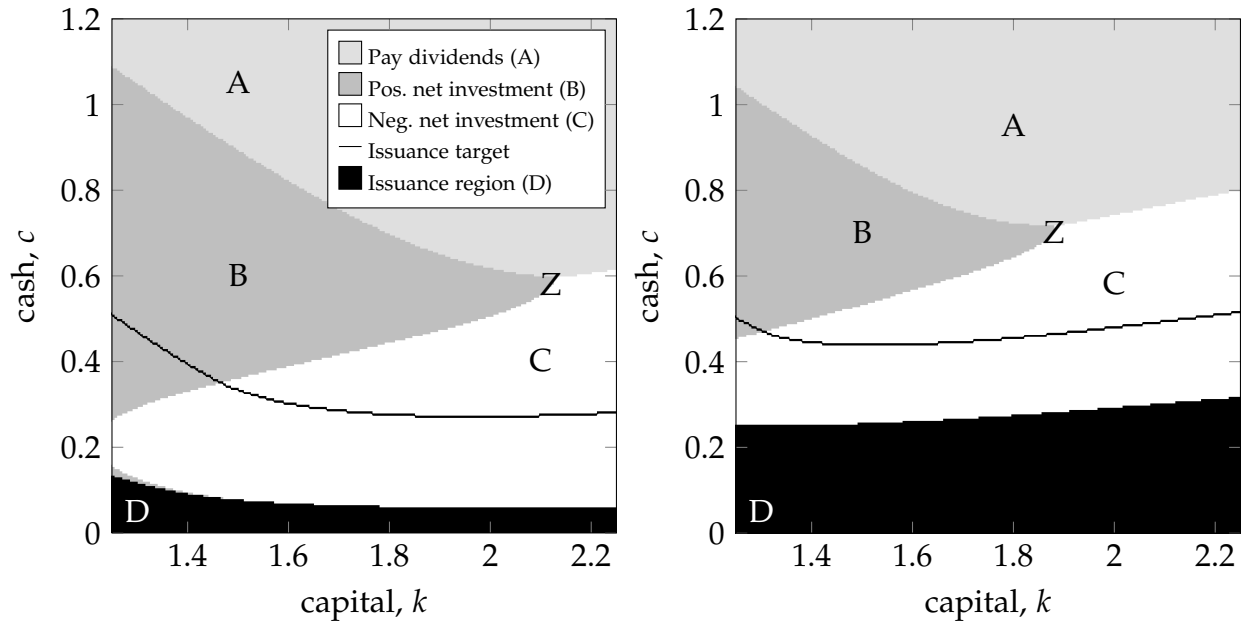 1.2
1
0.8
0.6
0.4
0.2
0
cash, c
A
B
Z
C
D
Pay dividends (A)
Pos. net investment (B)
Neg. net investment (C)
Issuance target
Issuance region (D)
1.4
1.6
1.8
2
2.2
capital, k
1.2
1
0.8
0.6
0.4
0.2
0
cash, c
A
B
Z
C
D
1.4
1.6
1.8
2
2.2
capital, k